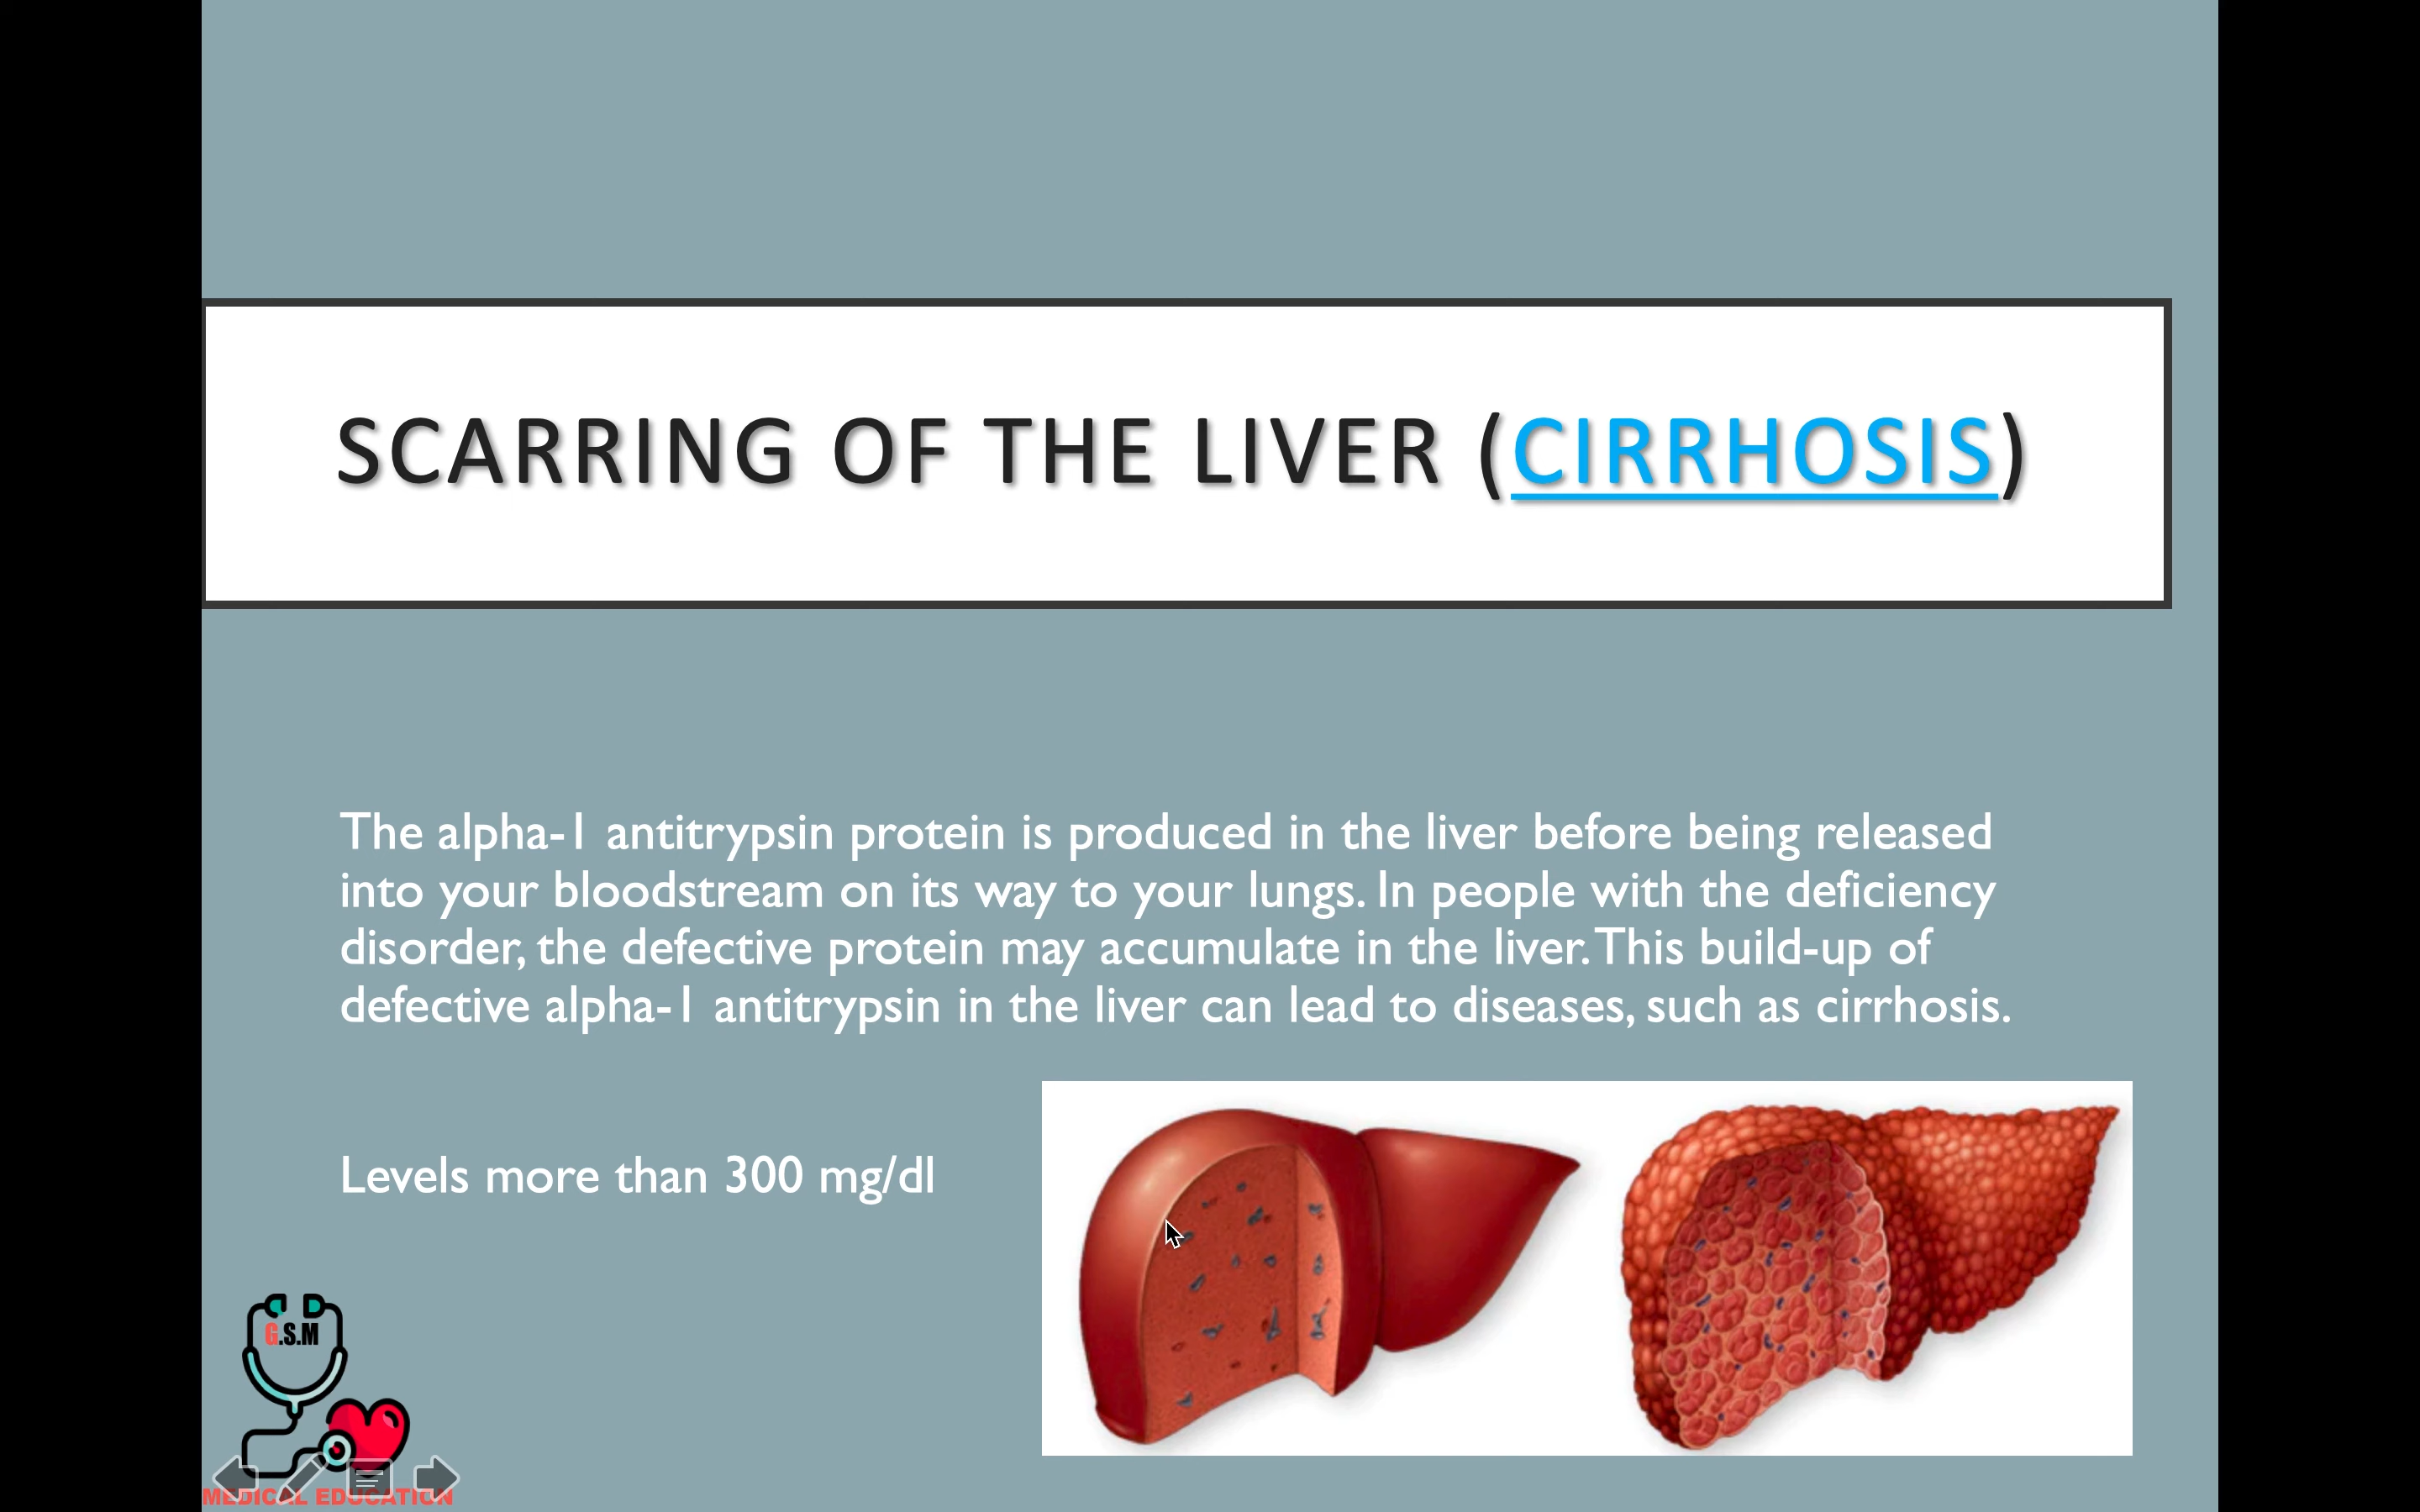 SCARRING OF THE LIVER (CIRRHOSIS)
The alpha-1 antitrypsin protein is produced in the liver before being released
into your bloodstream on its way to your lungs. In people with the deficiency
disorder, the defective protein may accumulate in the liver. This build-up of
defective alpha-1 antitrypsin in the liver can lead to diseases, such as cirrhosis.
Levels more than 300 mg/dl
G.S.M
MEDICAL EDUCATION